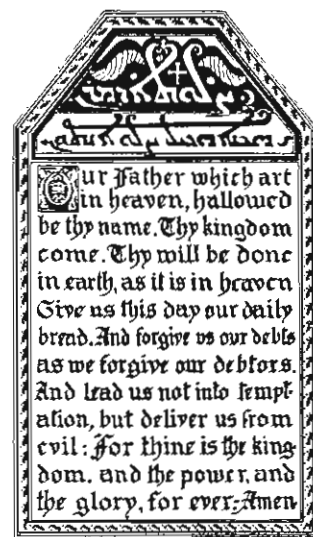 Our Father which art
in heaven, hallowed
be thy name. Thy kingdom
come. Thy will be done
in earth, as it is in heaven
Give us this day our daily
bread. And forgive us our debts
as we forgive our debtors.
And lead us not into tempt-
ation, but deliver us from
evil: For thine is the king-
dom. and the power, and
the glory, for ever: Amen